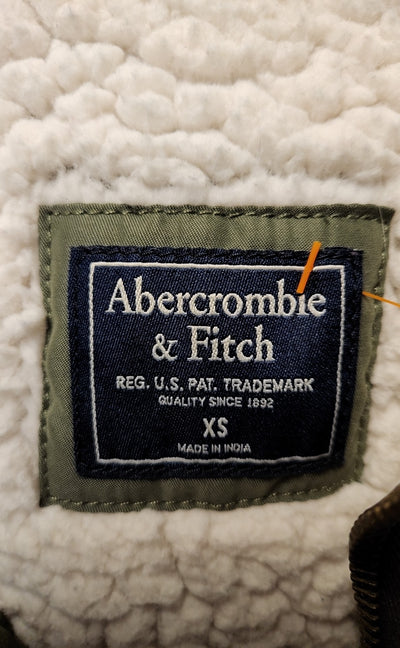 Abercrombie
& Fitch
REG. U.S. PAT. TRADEMARK
QUALITY SINCE 1892
XS
MADE IN INDIA